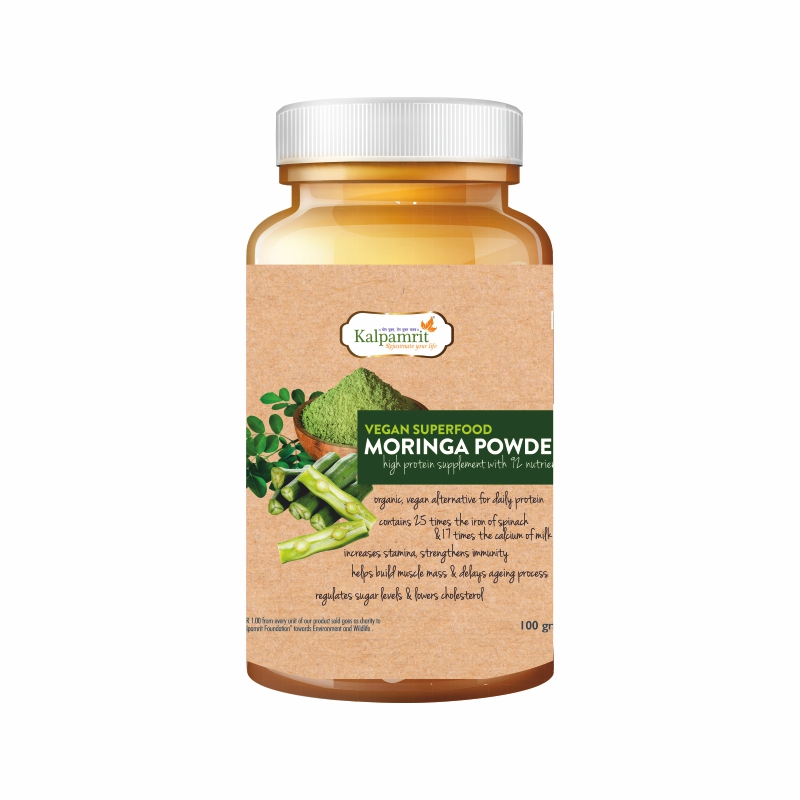 Kalpamrit
Rejuvenate your life
VEGAN SUPERFOOD
MORINGA POWDE
high protein supplement with 92 nutrie
organic, vegan alternative for daily protein
contains 25 times the iron of spinach
&17 times the calcium of milk
increases stamina, strengthens immunity
helps build muscle mass & delays ageing process
regulates sugar levels & lowers cholesterol
1.00 from every unit of our product sold goes as charity to
lpamrit Foundation" towards Environment and Wildlife.
100 gr